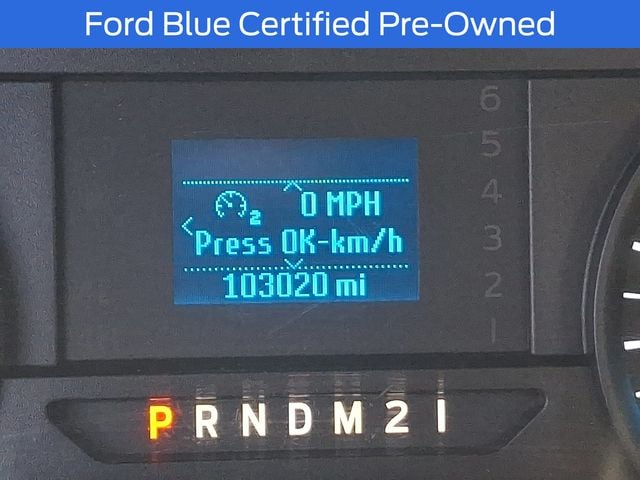 Ford Blue Certified Pre-Owned
6
5
4
3
2
1
2 0 MPH
Press OK-km/h
103020 mi
P R N D M 2 1